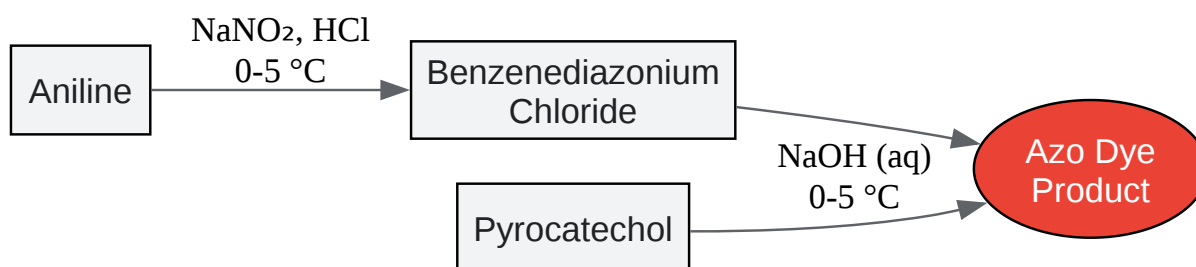 Aniline
NaNO₂, HCl
0-5 °C
Benzenediazonium
Chloride
Pyrocatechol
NaOH (aq)
0-5 °C
Azo Dye
Product